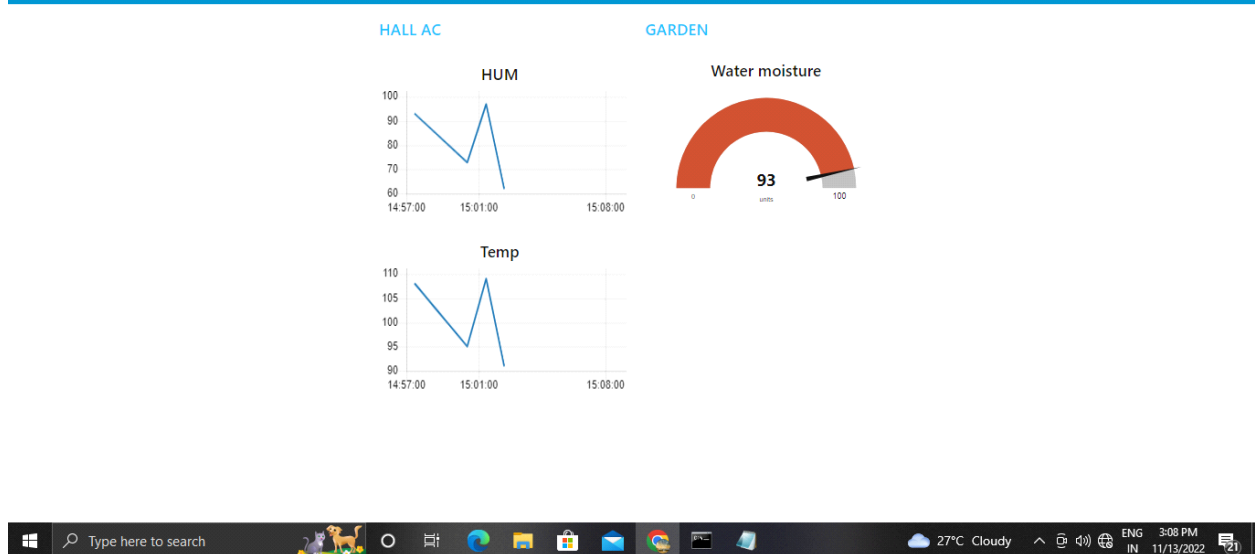 HALL AC
HUM
100
90
80
70
60
14:57:00 15:01:00 15:08:00
Temp
110
105
100
95
90
14:57:00 15:01:00 15:08:00
GARDEN
Water moisture
93
units
0 100
Type here to search
27°C Cloudy
ENG
IN
3:08 PM
11/13/2022
21